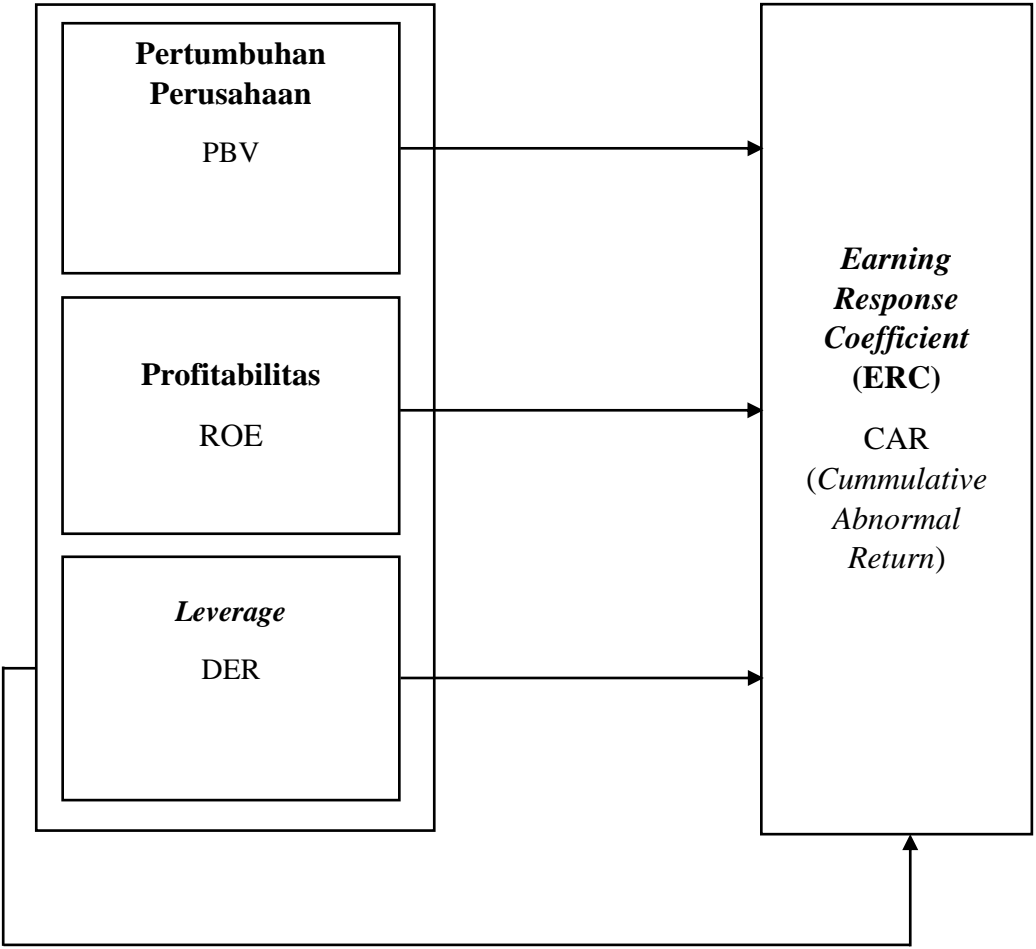 Pertumbuhan
Perusahaan
PBV
Profitabilitas
ROE
Leverage
DER
Earning
Response
Coefficient
(ERC)
CAR
(Cummulative
Abnormal
Return)